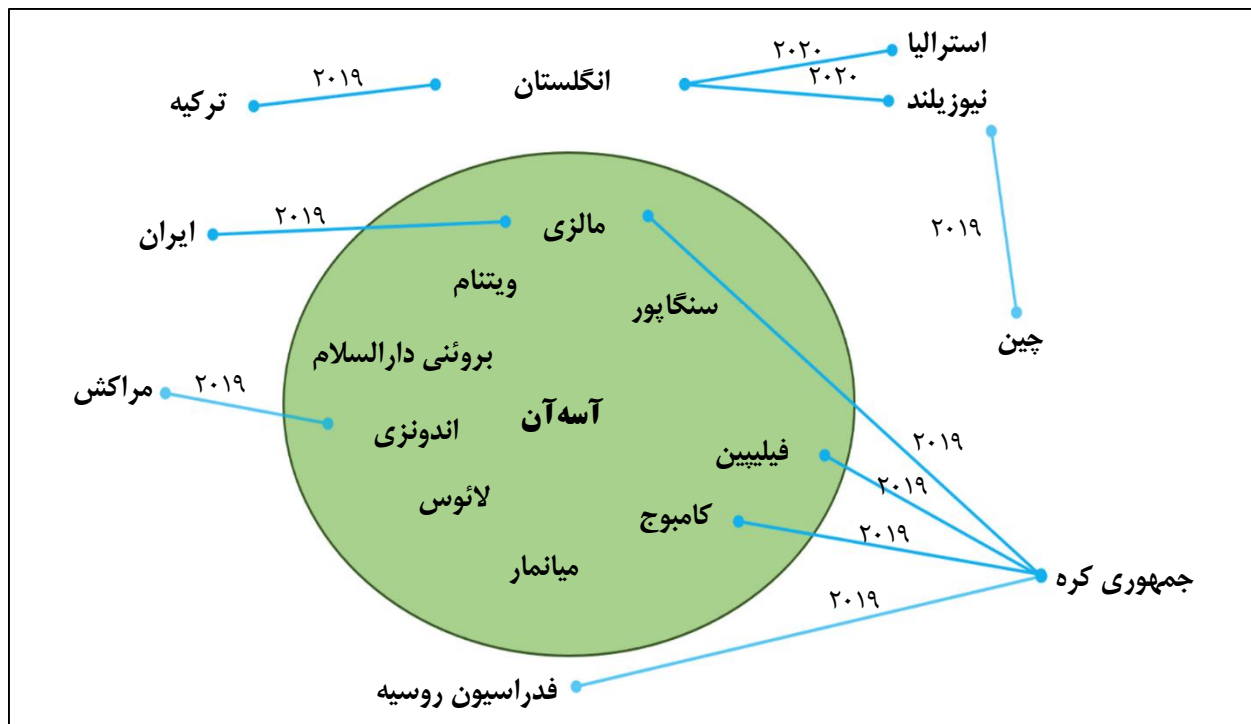 استرالیا
۲۰۲۰
انگلستان
۲۰۱۹
۲۰۲۰
نیوزیلند
ترکیه
مالزی
۲۰۱۹
ایران
۲۰۱۹
ویتنام
سنگاپور
چین
بروئنی دارالسلام
۲۰۱۹
مراکش
آسه‌آن
اندونزی
۲۰۱۹
فیلیپین
۲۰۱۹
لائوس
کامبوج
۲۰۱۹
میانمار
جمهوری کره
۲۰۱۹
فدراسیون روسیه